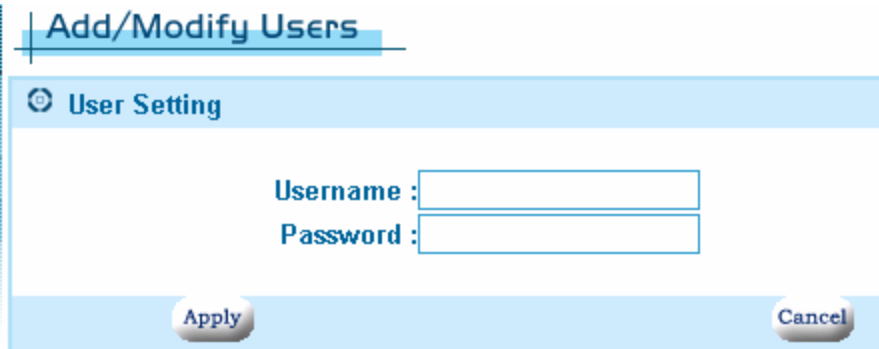 Add/Modify Users
User Setting
Username :
Password :
Apply Cancel